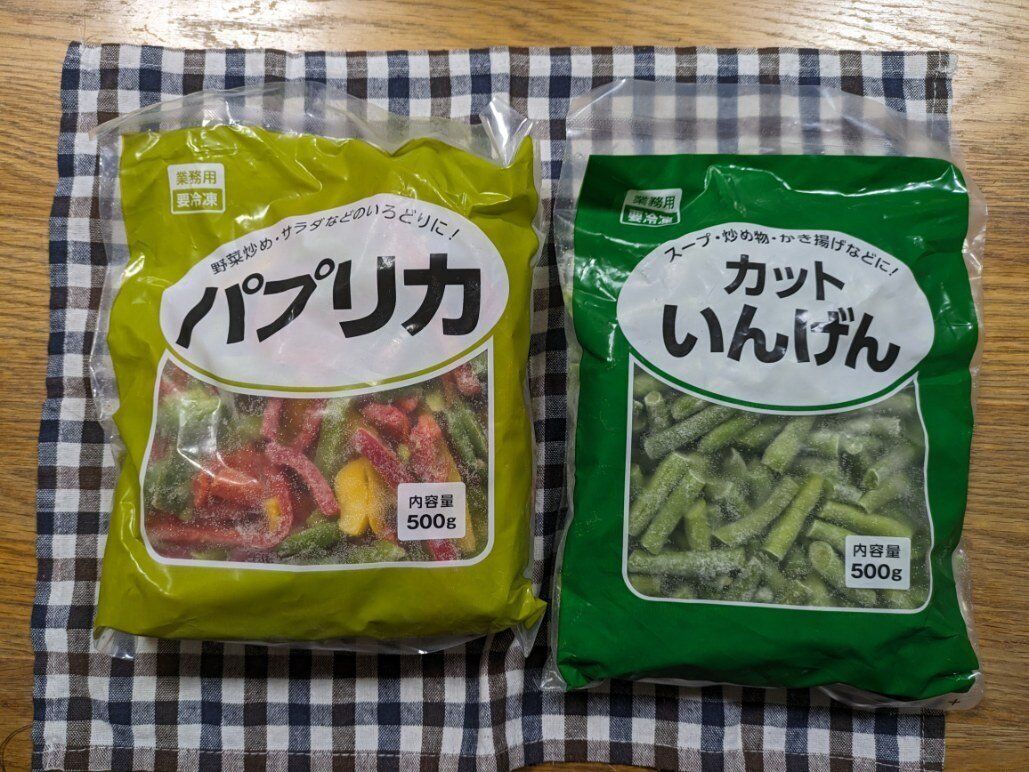 業務用
要冷凍
野菜炒め・サラダなどのいろどりに!
パプリカ
内容量
500g
業務用
要冷凍
スープ・炒め物・かき揚げなどに!
カット
いんげん
内容量
500g